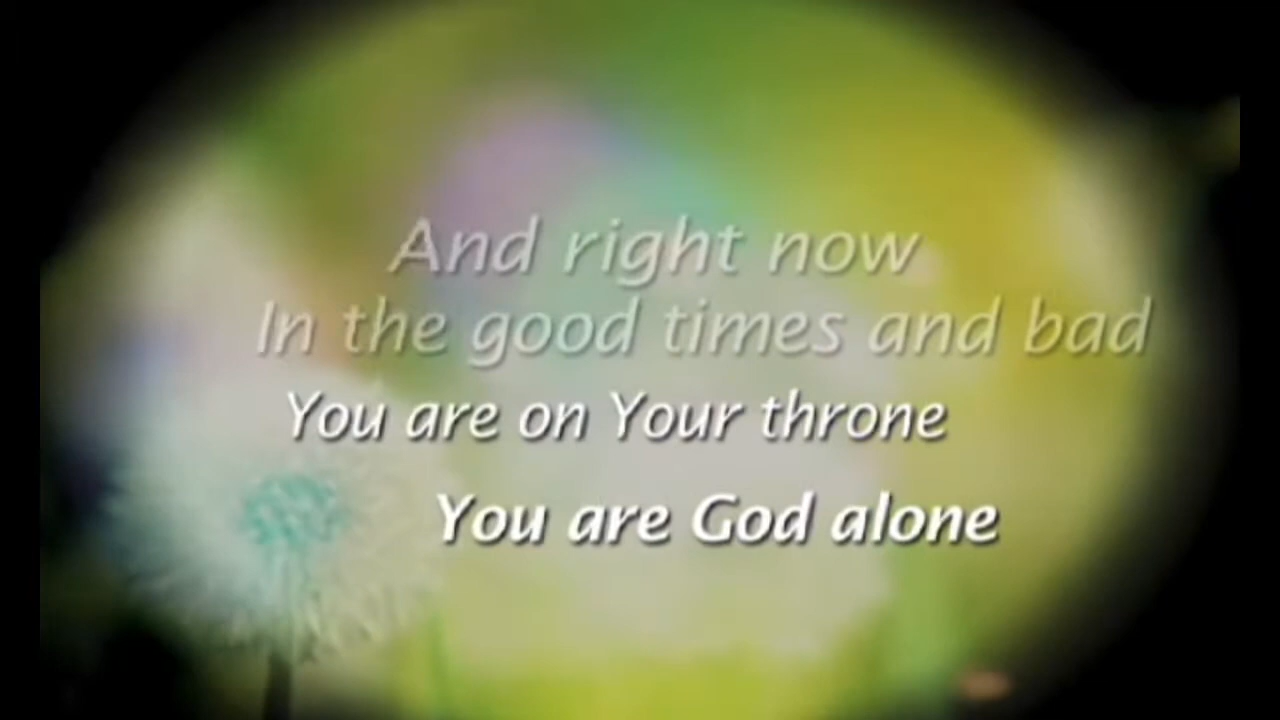 And right now
In the good times and bad
You are on Your throne
You are God alone